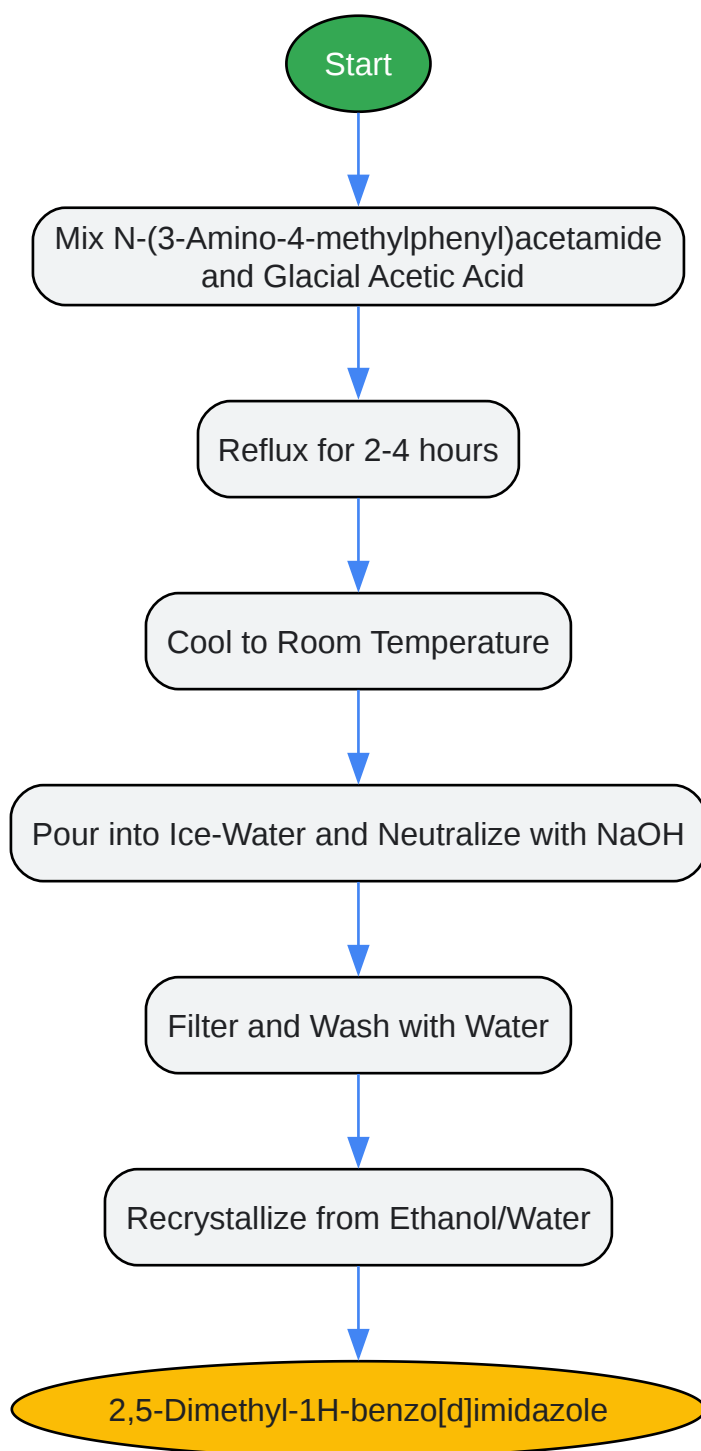 Start
Mix N-(3-Amino-4-methylphenyl)acetamide
and Glacial Acetic Acid
Reflux for 2-4 hours
Cool to Room Temperature
Pour into Ice-Water and Neutralize with NaOH
Filter and Wash with Water
Recrystallize from Ethanol/Water
2,5-Dimethyl-1H-benzo[d]imidazole